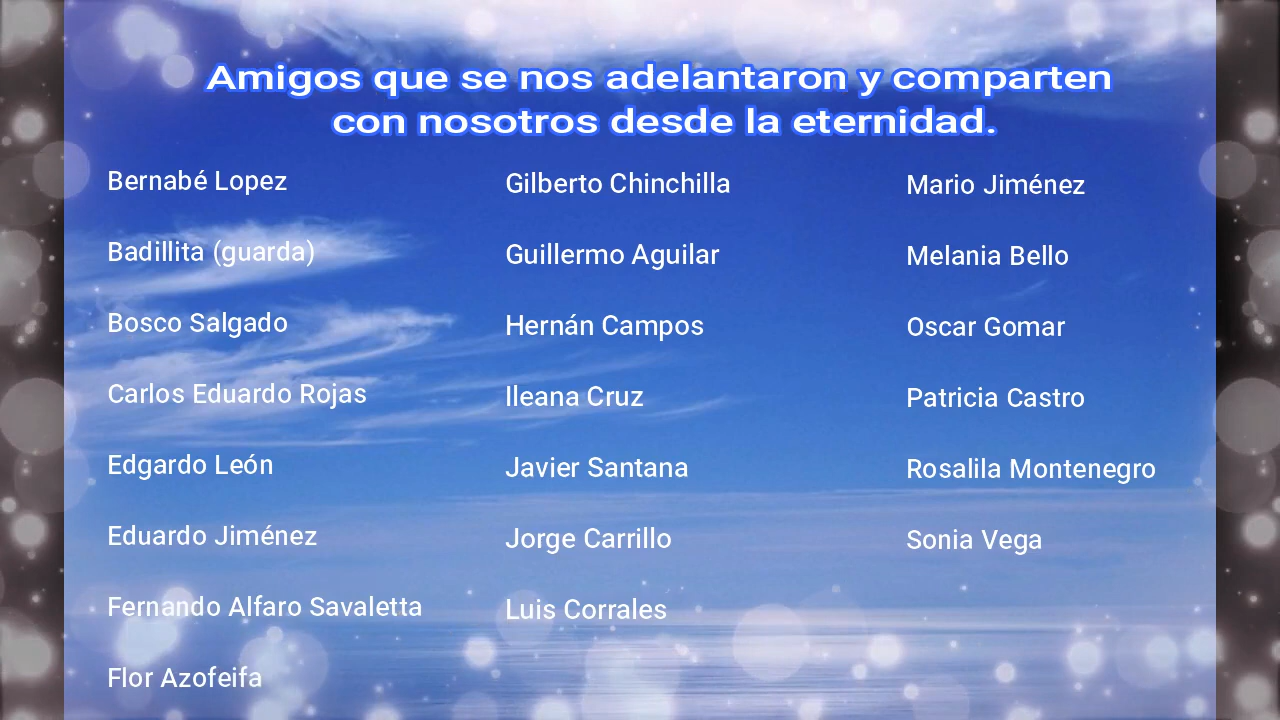 Amigos que se nos adelantaron y comparten
con nosotros desde la eternidad.
Bernabé Lopez
Badillita (guarda)
Bosco Salgado
Carlos Eduardo Rojas
Edgardo León
Eduardo Jiménez
Fernando Alfaro Savaletta
Flor Azofeifa
Gilberto Chinchilla
Guillermo Aguilar
Hernán Campos
Ileana Cruz
Javier Santana
Jorge Carrillo
Luis Corrales
Mario Jiménez
Melania Bello
Oscar Gomar
Patricia Castro
Rosalila Montenegro
Sonia Vega